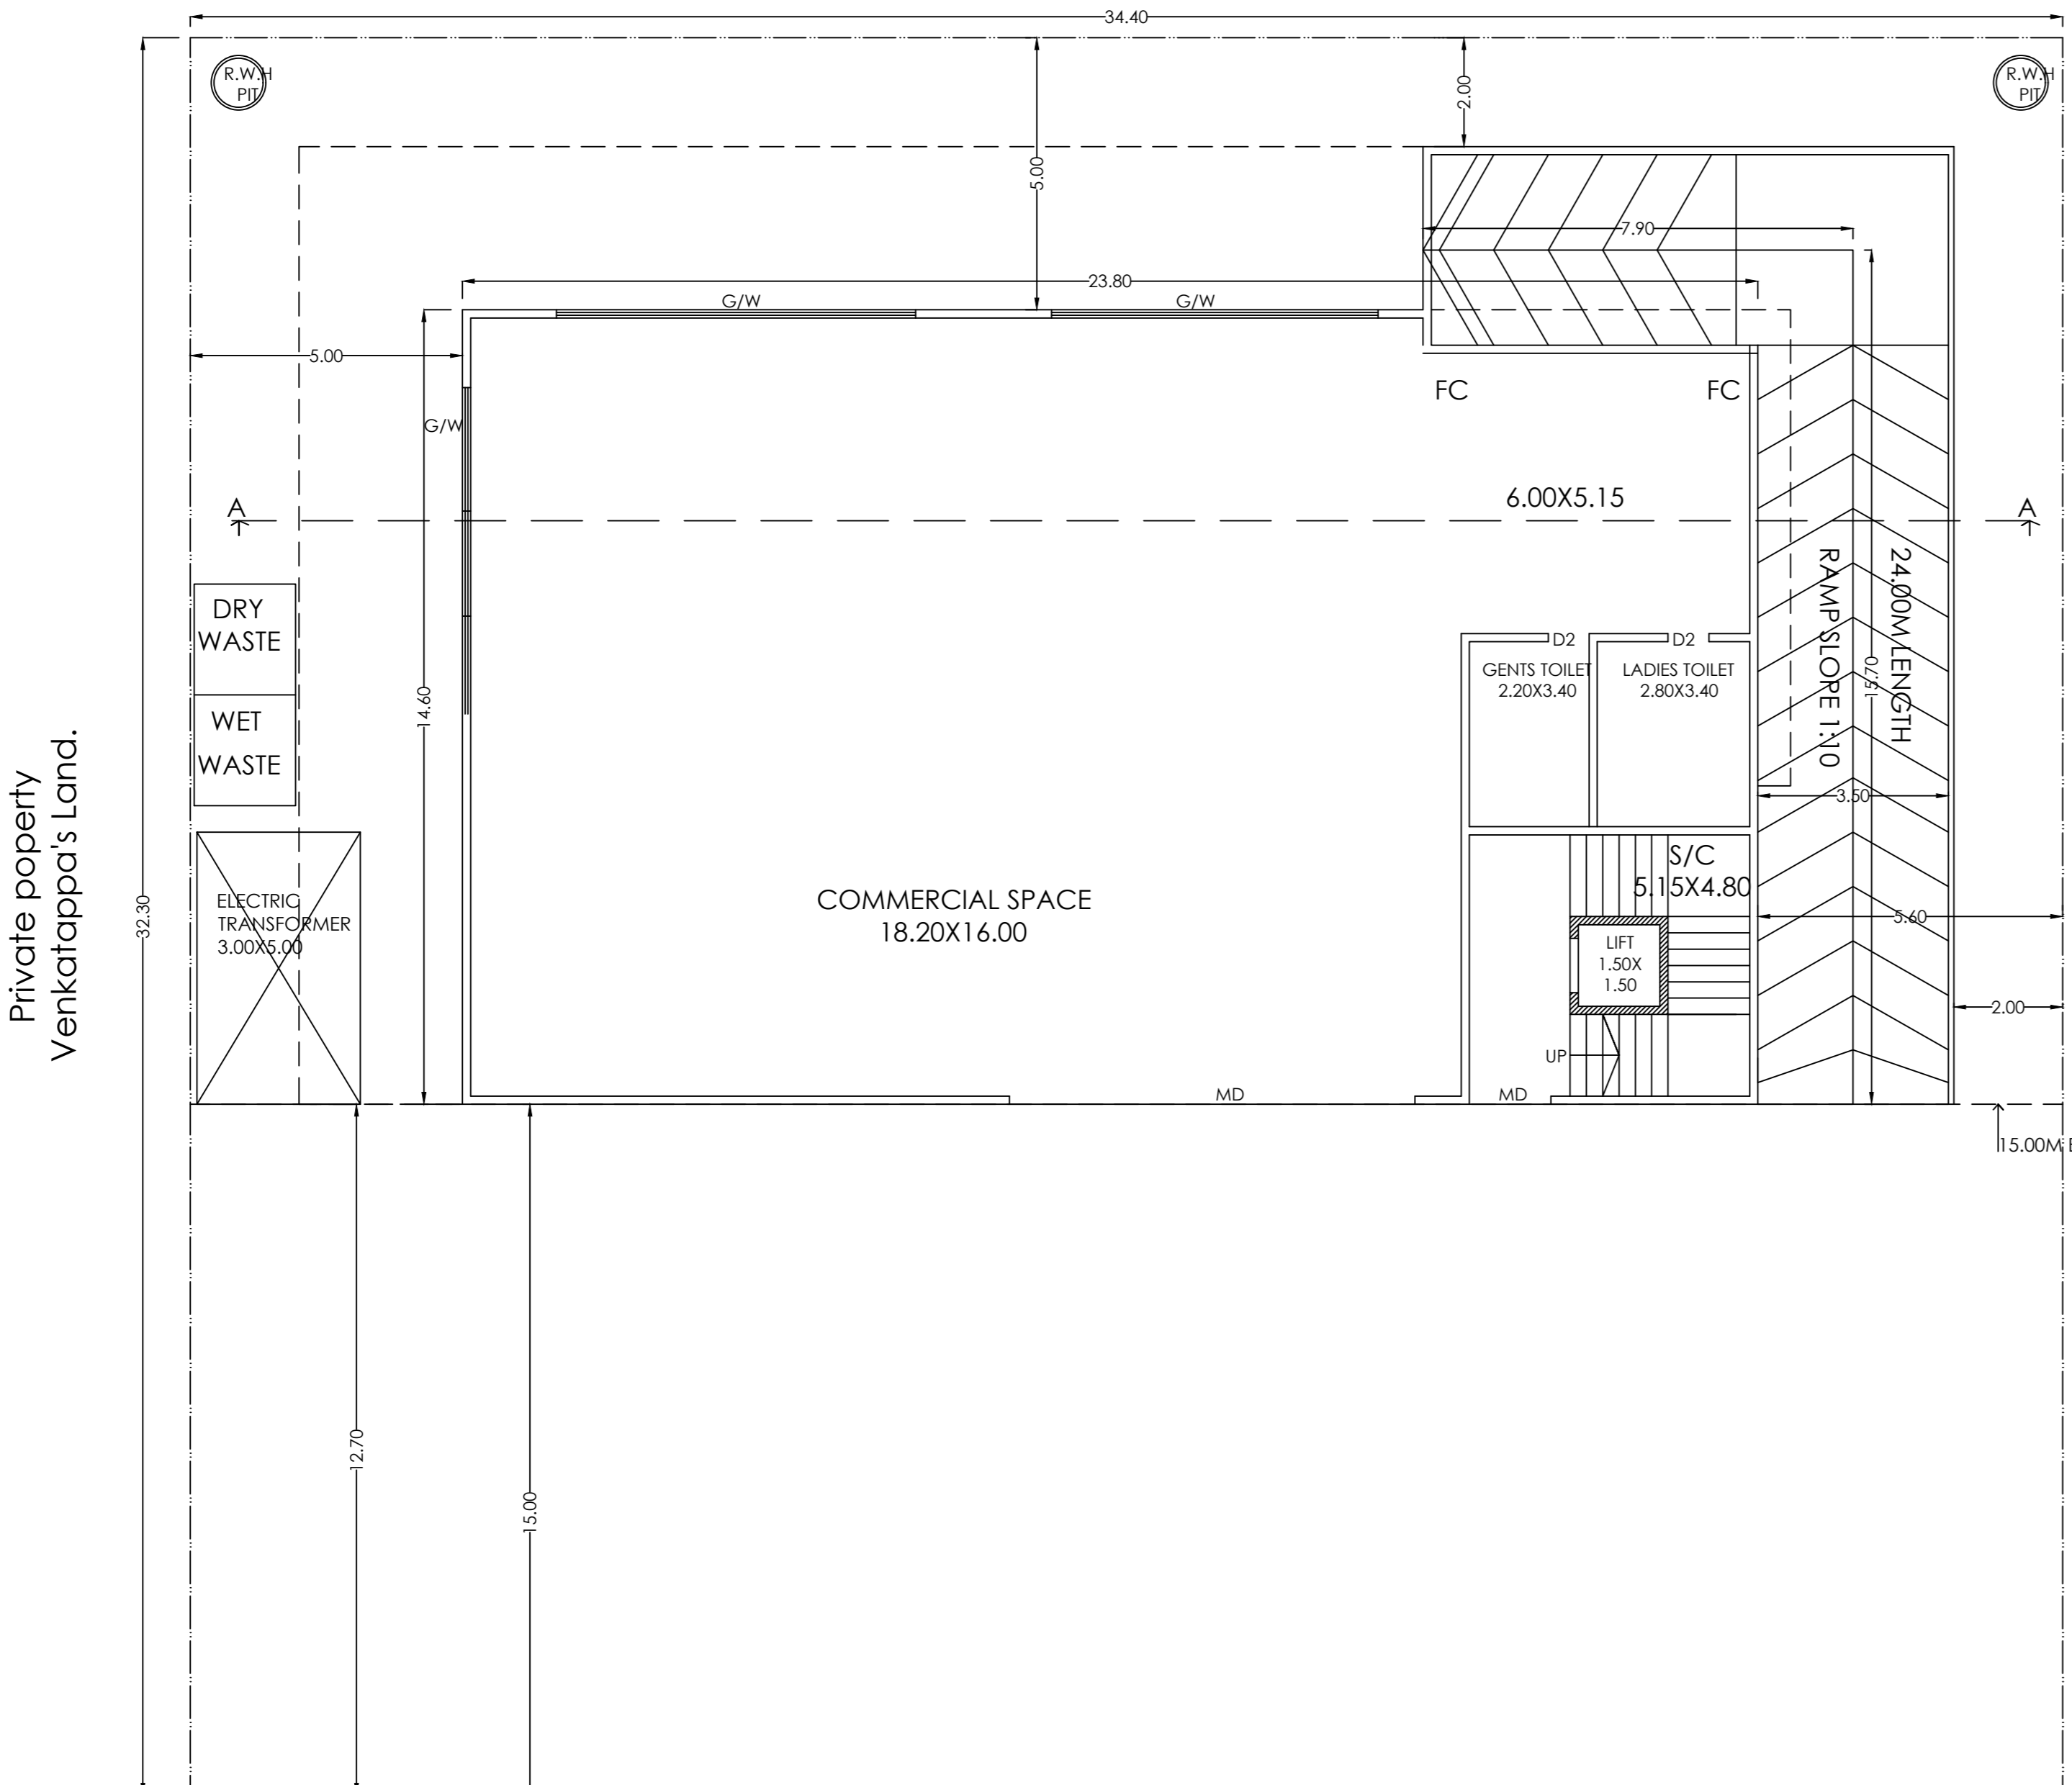 34.40
R.W.H
PIT
R.W.H
PIT
2.00
5.00
7.90
23.80
G/W
G/W
5.00
FC
FC
G/W
6.00X5.15
A
A
DRY
WASTE
WET
WASTE
D2
D2
GENTS TOILET
2.20X3.40
LADIES TOILET
2.80X3.40
14.60
15.70
24.00M LENGTH
RAMP SLOPE 1:10
3.50
Private poperty
Venkatappa's Land.
32.30
ELECTRIC
TRANSFORMER
3.00X5.00
COMMERCIAL SPACE
18.20X16.00
S/C
5.15X4.80
5.60
LIFT
1.50X
1.50
2.00
UP
MD
MD
15.00M
12.70
15.00